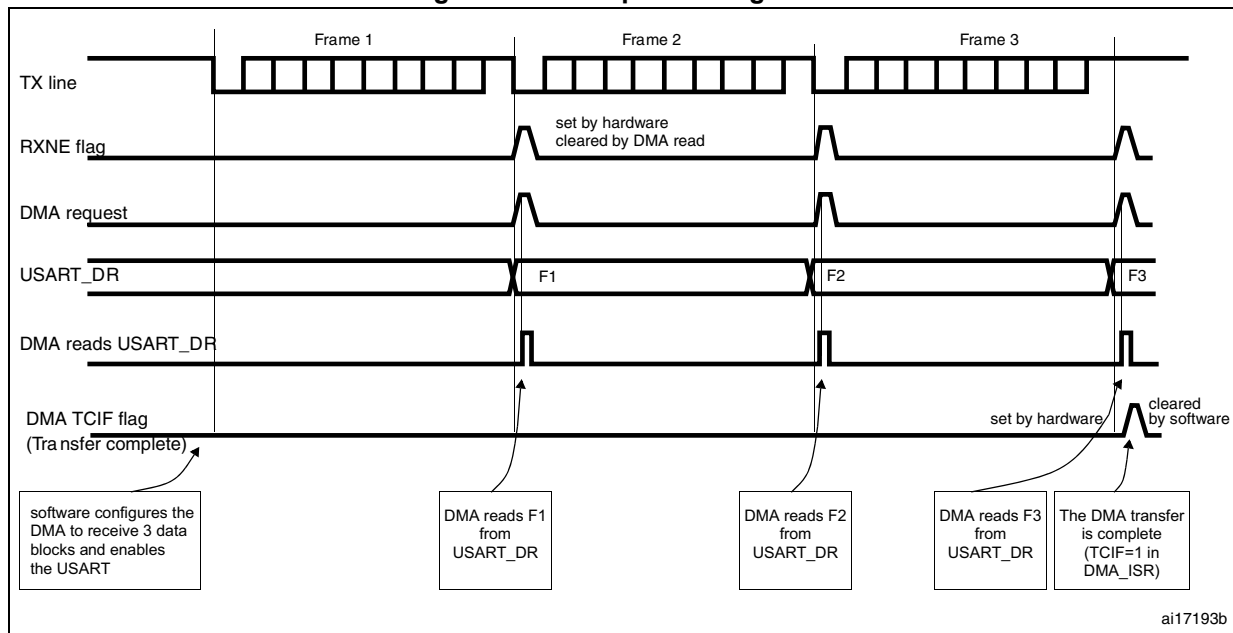 Frame 1
Frame 2
Frame 3
TX line
set by hardware
cleared by DMA read
RXNE flag
DMA request
USART_DR
F1
F2
F3
DMA reads USART_DR
DMA TCIF flag
(Transfer complete)
set by hardware
cleared
by software
software configures the
DMA to receive 3 data
blocks and enables
the USART
DMA reads F1
from
USART_DR
DMA reads F2
from
USART_DR
DMA reads F3
from
USART_DR
The DMA transfer
is complete
(TCIF=1 in
DMA_ISR)
ai17193b